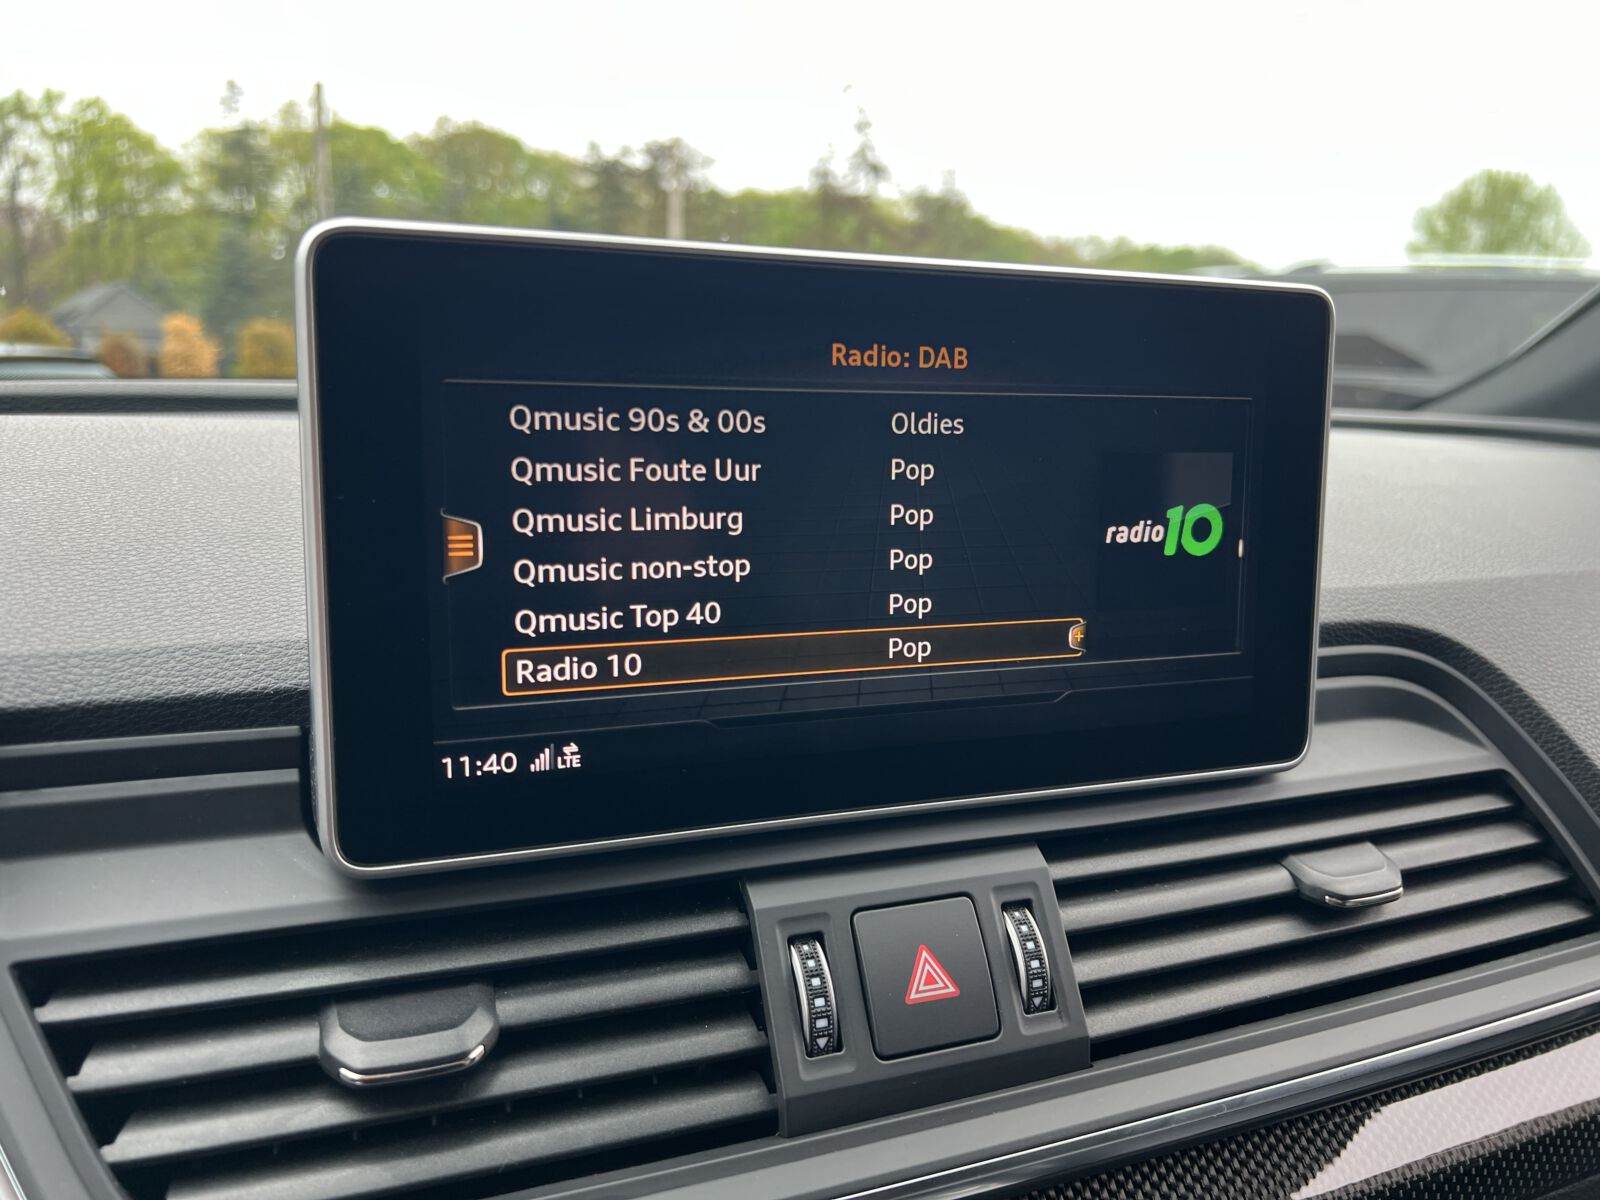 Radio: DAB
Qmusic 90s & 00s Oldies
Qmusic Foute Uur Pop
Qmusic Limburg Pop
Qmusic non-stop Pop
Qmusic Top 40 Pop
Radio 10 Pop
radio10
11:40 LTE